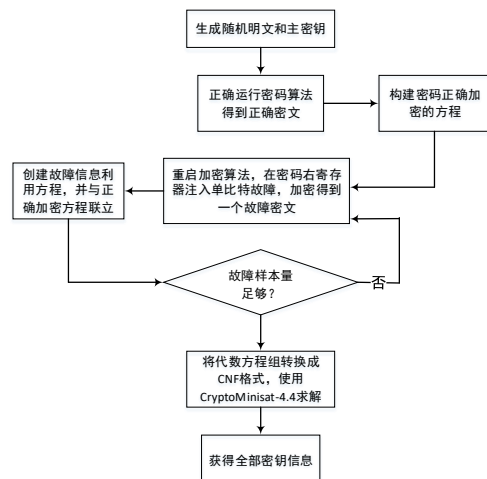 生成随机明文和主密钥
正确运行密码算法
得到正确密文
构建密码正确加
密的方程
创建故障信息利
用方程，并与正
确加密方程联立
重启加密算法，在密码右寄存
器注入单比特故障，加密得到
一个故障密文
故障样本量
足够？
否
将代数方程组转换成
CNF格式，使用
CryptoMinisat-4.4求解
获得全部密钥信息